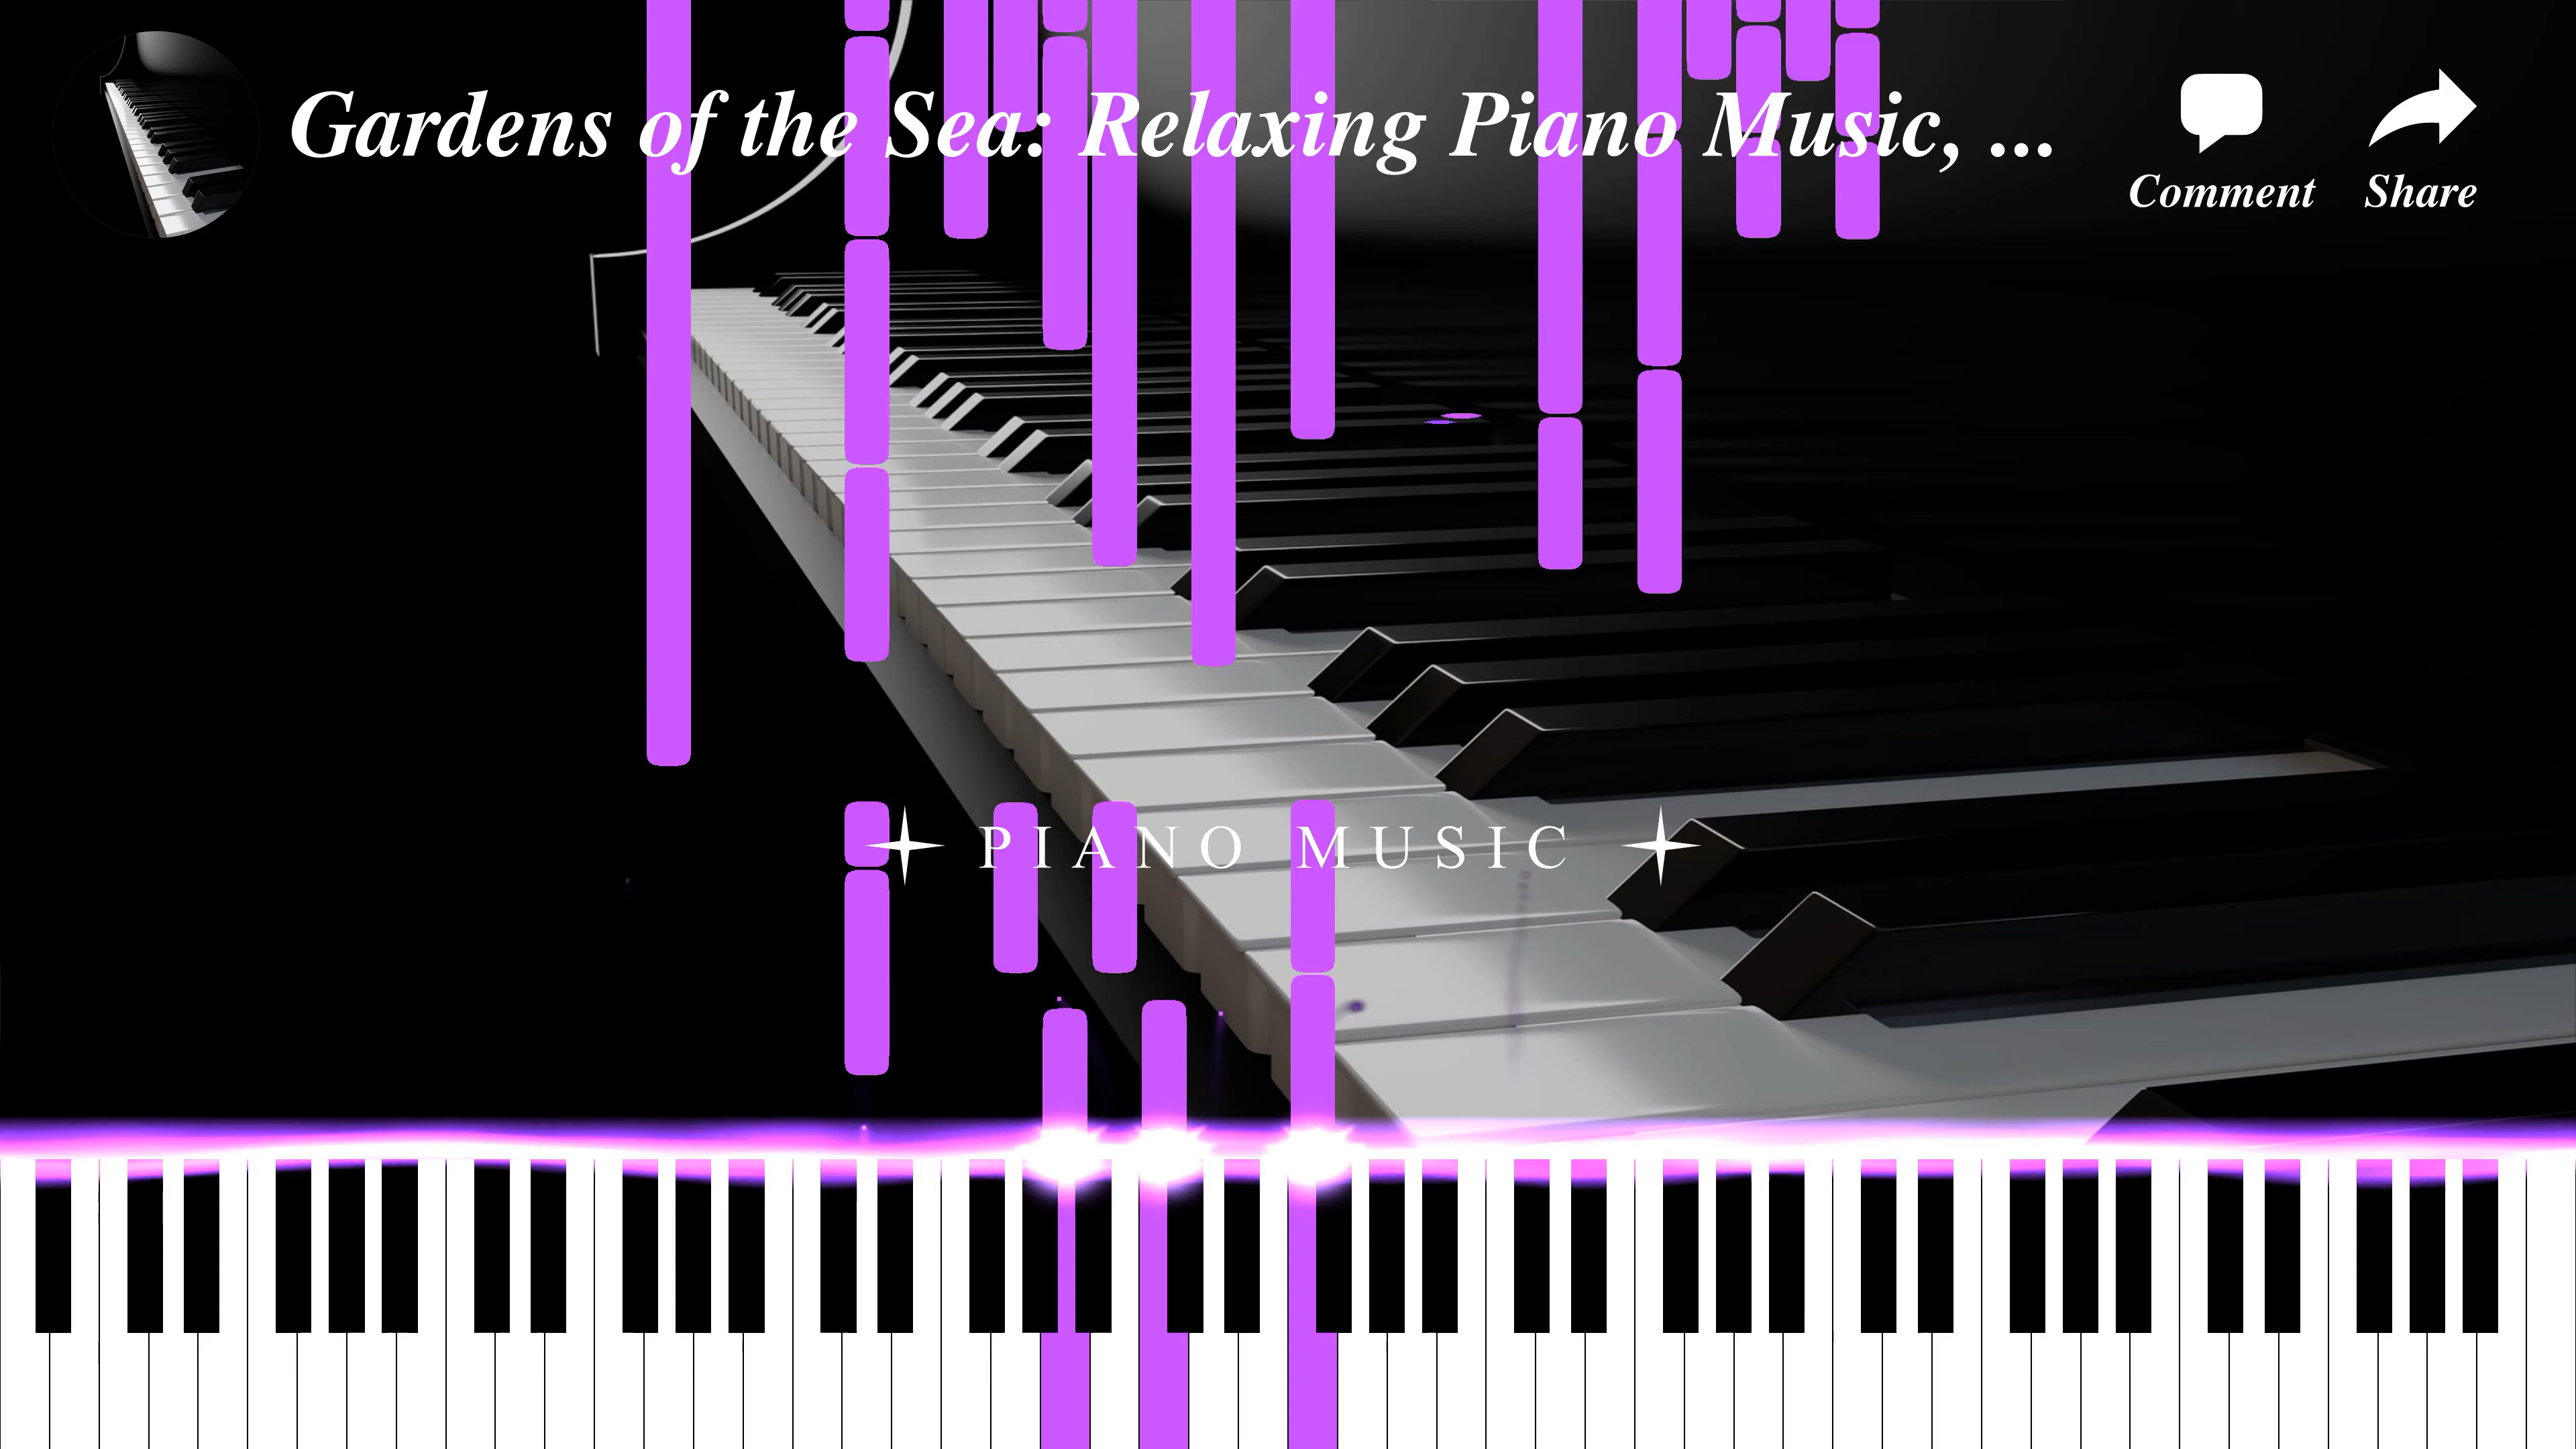 Gardens of the Sea: Relaxing Piano Music, ...
Comment Share
PIANO MUSIC